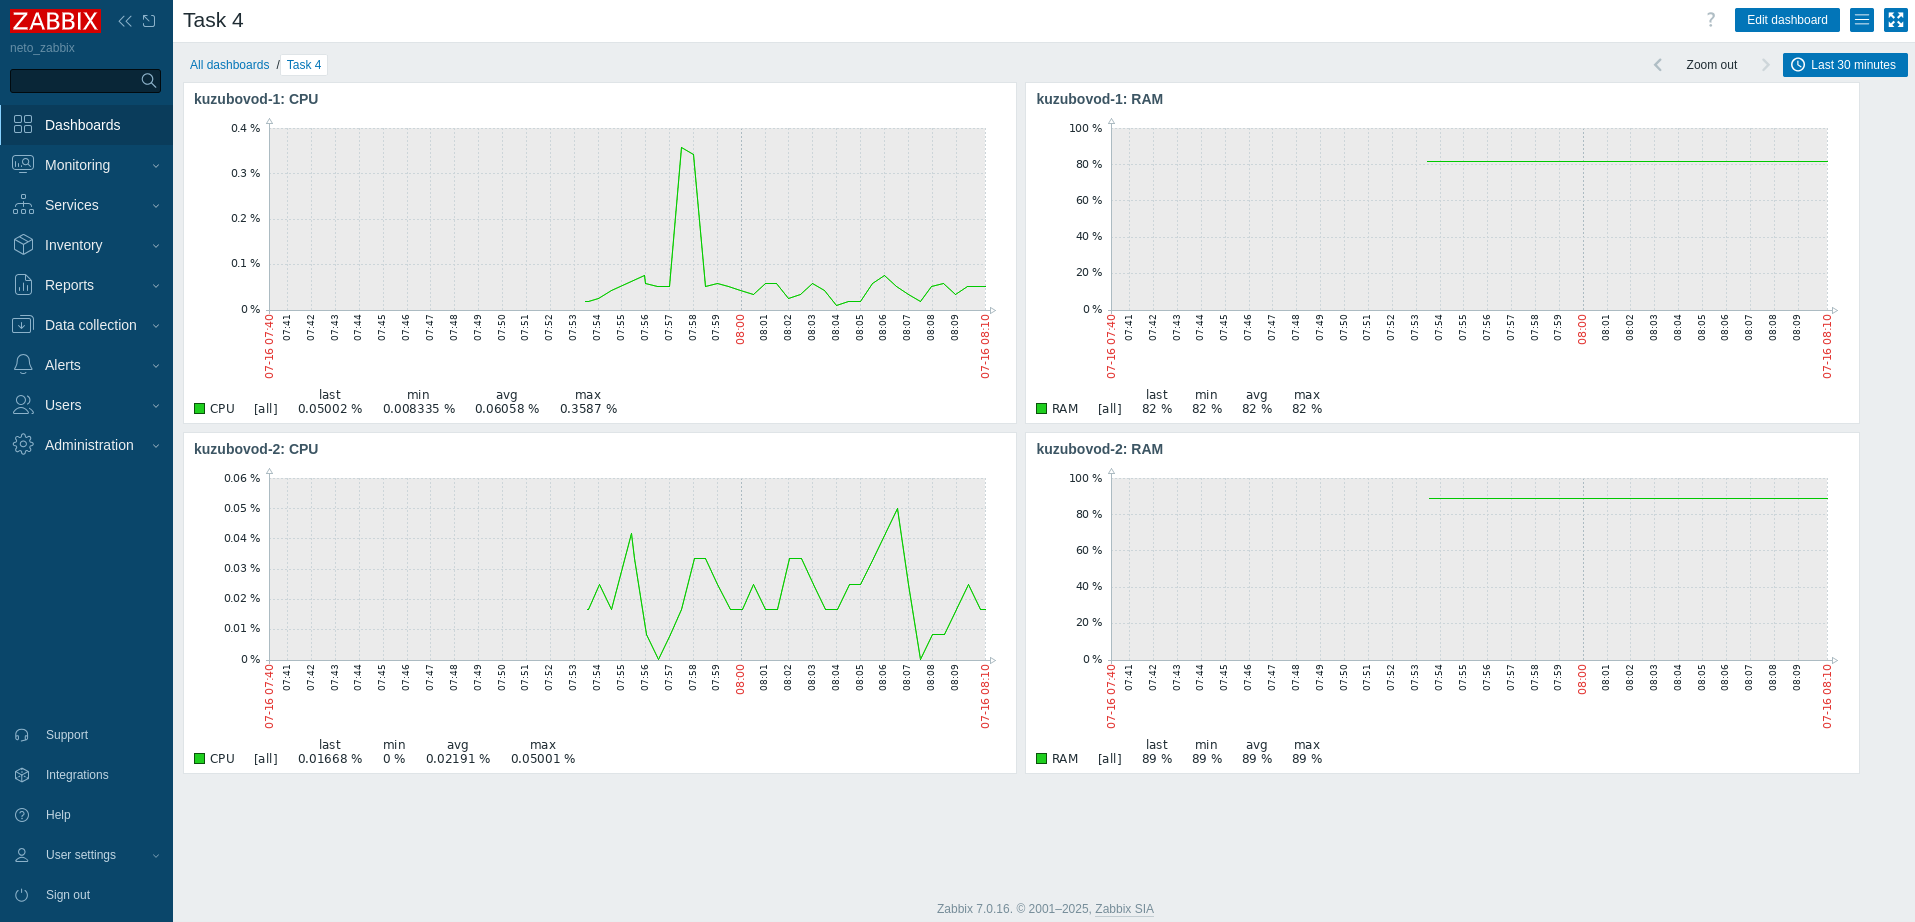 ZABBIX
neto_zabbix
Dashboards
Monitoring
Services
Inventory
Reports
Data collection
Alerts
Users
Administration
Support
Integrations
Help
User settings
Sign out
Task 4
?
Edit dashboard
All dashboards / Task 4
Zoom out
Last 30 minutes
kuzubovod-1: CPU
0.4 %
0.3 %
0.2 %
0.1 %
0 %
07-16 07:40 07:41 07:42 07:43 07:44 07:45 07:46 07:47 07:48 07:49 07:50 07:51 07:52 07:53 07:54 07:55 07:56 07:57 07:58 07:59 08:00 08:01 08:02 08:03 08:04 08:05 08:06 08:07 08:08 08:09 07-16 08:10
last min avg max
CPU [all] 0.05002 % 0.008335 % 0.06058 % 0.3587 %
kuzubovod-1: RAM
100 %
80 %
60 %
40 %
20 %
0 %
07-16 07:40 07:41 07:42 07:43 07:44 07:45 07:46 07:47 07:48 07:49 07:50 07:51 07:52 07:53 07:54 07:55 07:56 07:57 07:58 07:59 08:00 08:01 08:02 08:03 08:04 08:05 08:06 08:07 08:08 08:09 07-16 08:10
last min avg max
RAM [all] 82 % 82 % 82 % 82 %
kuzubovod-2: CPU
0.06 %
0.05 %
0.04 %
0.03 %
0.02 %
0.01 %
0 %
07-16 07:40 07:41 07:42 07:43 07:44 07:45 07:46 07:47 07:48 07:49 07:50 07:51 07:52 07:53 07:54 07:55 07:56 07:57 07:58 07:59 08:00 08:01 08:02 08:03 08:04 08:05 08:06 08:07 08:08 08:09 07-16 08:10
last min avg max
CPU [all] 0.01668 % 0 % 0.02191 % 0.05001 %
kuzubovod-2: RAM
100 %
80 %
60 %
40 %
20 %
0 %
07-16 07:40 07:41 07:42 07:43 07:44 07:45 07:46 07:47 07:48 07:49 07:50 07:51 07:52 07:53 07:54 07:55 07:56 07:57 07:58 07:59 08:00 08:01 08:02 08:03 08:04 08:05 08:06 08:07 08:08 08:09 07-16 08:10
last min avg max
RAM [all] 89 % 89 % 89 % 89 %
Zabbix 7.0.16. © 2001–2025, Zabbix SIA